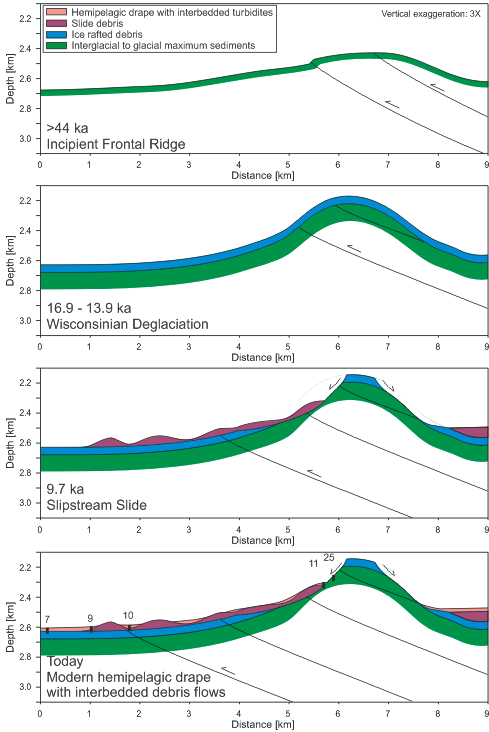 Hemipelagic drape with interbedded turbidites
Slide debris
Ice rafted debris
Interglacial to glacial maximum sediments
Vertical exaggeration: 3X
2.2
2.4
2.6
2.8
3.0
Depth [km]
>44 ka
Incipient Frontal Ridge
0 1 2 3 4 5 6 7 8 9
Distance [km]
2.2
2.4
2.6
2.8
3.0
Depth [km]
16.9 - 13.9 ka
Wisconsinian Deglaciation
0 1 2 3 4 5 6 7 8 9
Distance [km]
2.2
2.4
2.6
2.8
3.0
Depth [km]
9.7 ka
Slipstream Slide
0 1 2 3 4 5 6 7 8 9
Distance [km]
2.2
2.4
2.6
2.8
3.0
Depth [km]
7 9 10 11 25
Today
Modern hemipelagic drape
with interbedded debris flows
0 1 2 3 4 5 6 7 8 9
Distance [km]